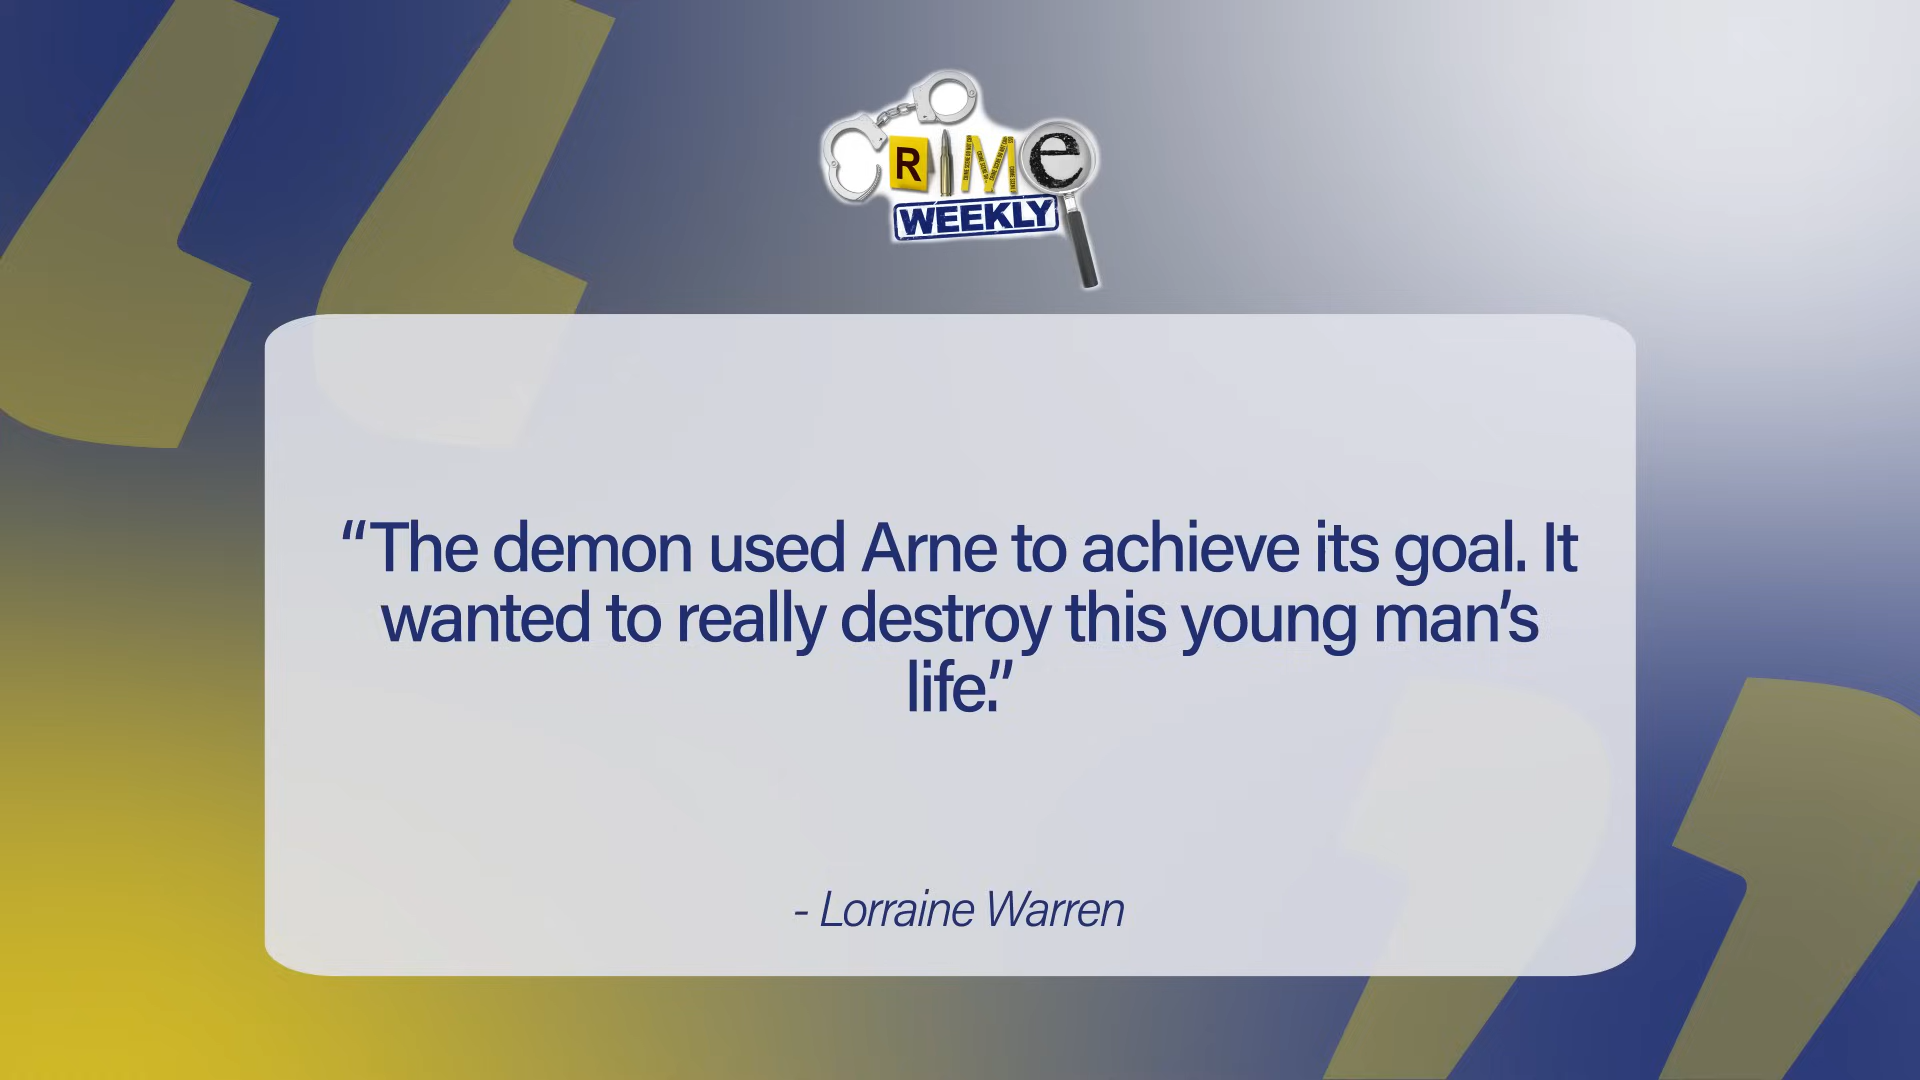 CRIMe
WEEKLY
“The demon used Arne to achieve its goal. It
wanted to really destroy this young man’s
life.”
- Lorraine Warren